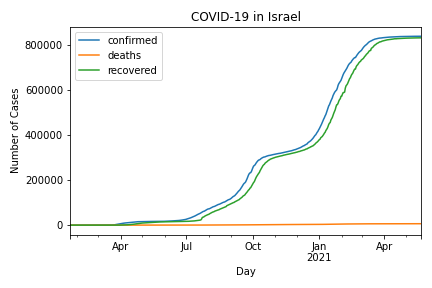 COVID-19 in Israel
confirmed
deaths
recovered
Number of Cases
800000
600000
400000
200000
0
Apr
Jul
Oct
Jan
2021
Apr
Day